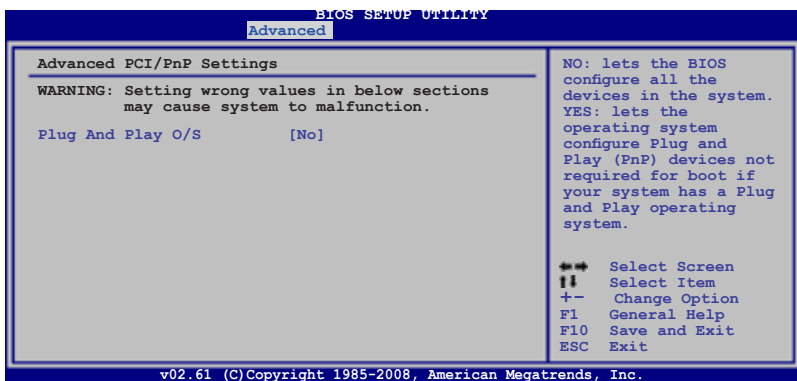 BIOS SETUP UTILITY
Advanced
Advanced PCI/PnP Settings
WARNING: Setting wrong values in below sections
may cause system to malfunction.
Plug And Play O/S [No]
NO: lets the BIOS
configure all the
devices in the system.
YES: lets the
operating system
configure Plug and
Play (PnP) devices not
required for boot if
your system has a Plug
and Play operating
system.
←→ Select Screen
↑↓ Select Item
+- Change Option
F1 General Help
F10 Save and Exit
ESC Exit
v02.61 (C)Copyright 1985-2008, American Megatrends, Inc.